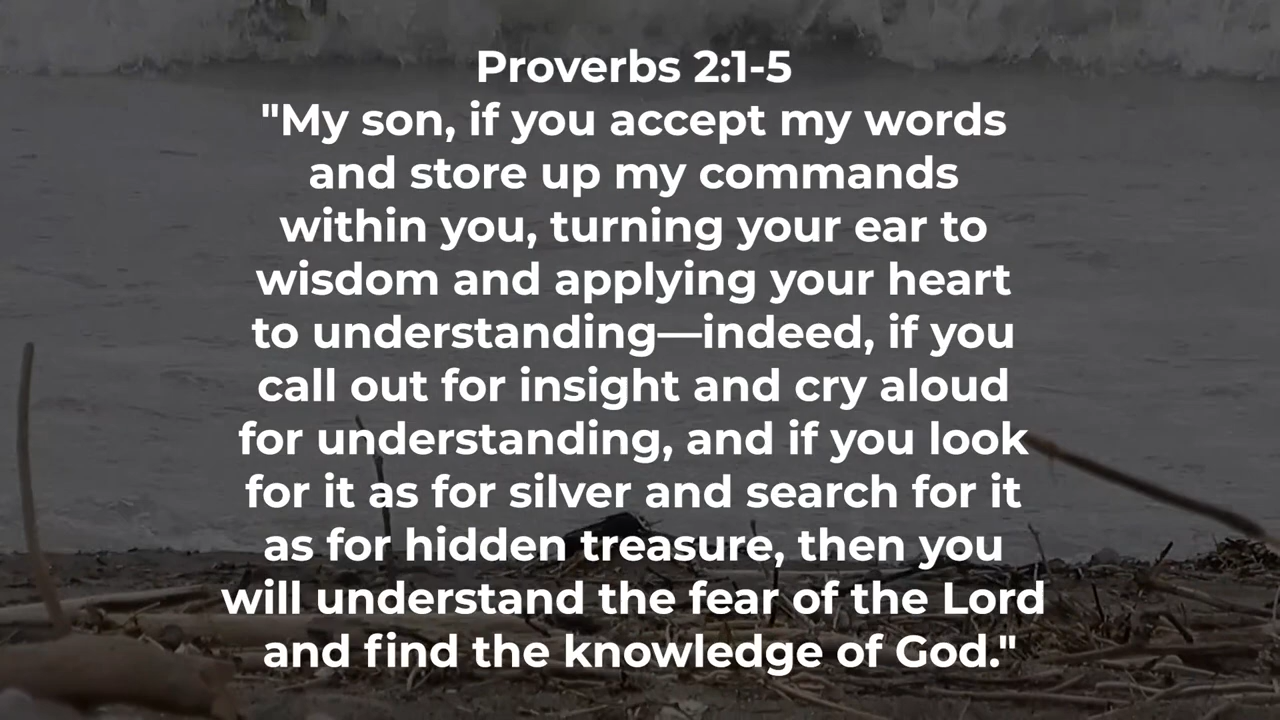 Proverbs 2:1-5
"My son, if you accept my words
and store up my commands
within you, turning your ear to
wisdom and applying your heart
to understanding—indeed, if you
call out for insight and cry aloud
for understanding, and if you look
for it as for silver and search for it
as for hidden treasure, then you
will understand the fear of the Lord
and find the knowledge of God."